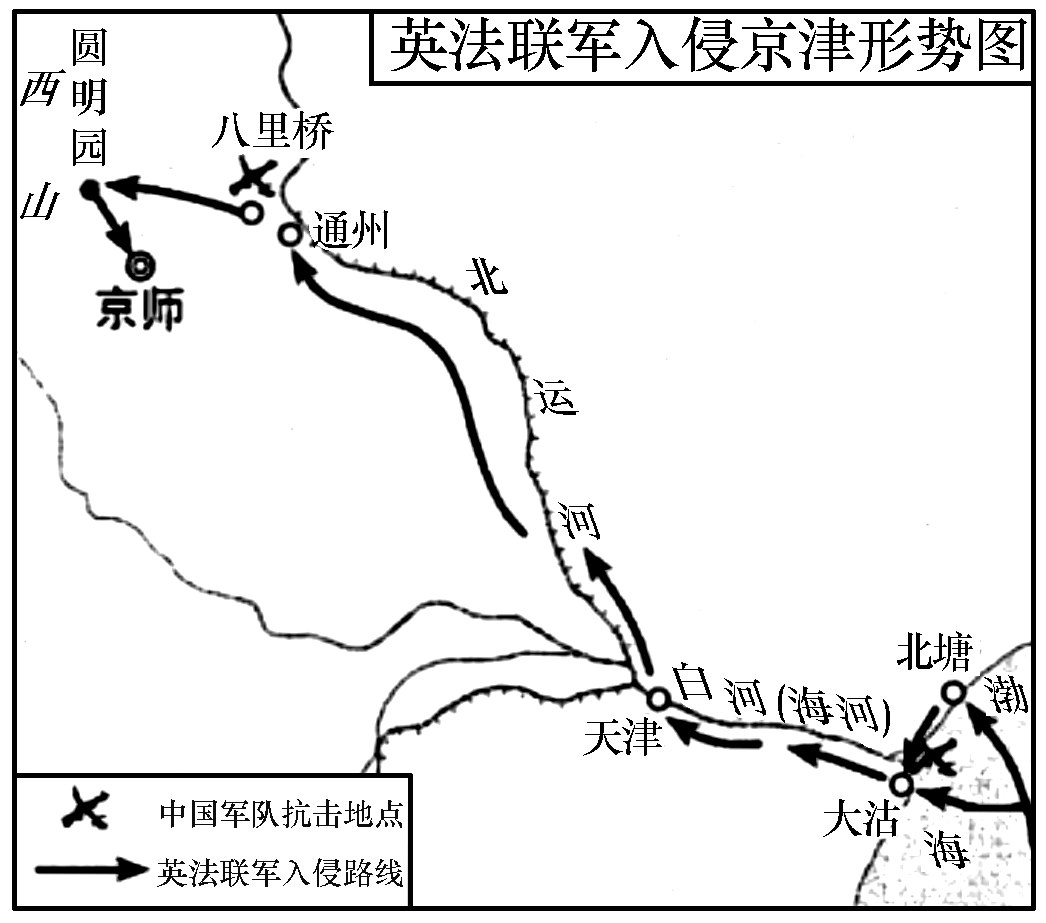 英法联军入侵京津形势图
圆明园
西山
八里桥
通州
京师
北运河
北塘
白河(海河)
渤海
天津
大沽
中国军队抗击地点
英法联军入侵路线